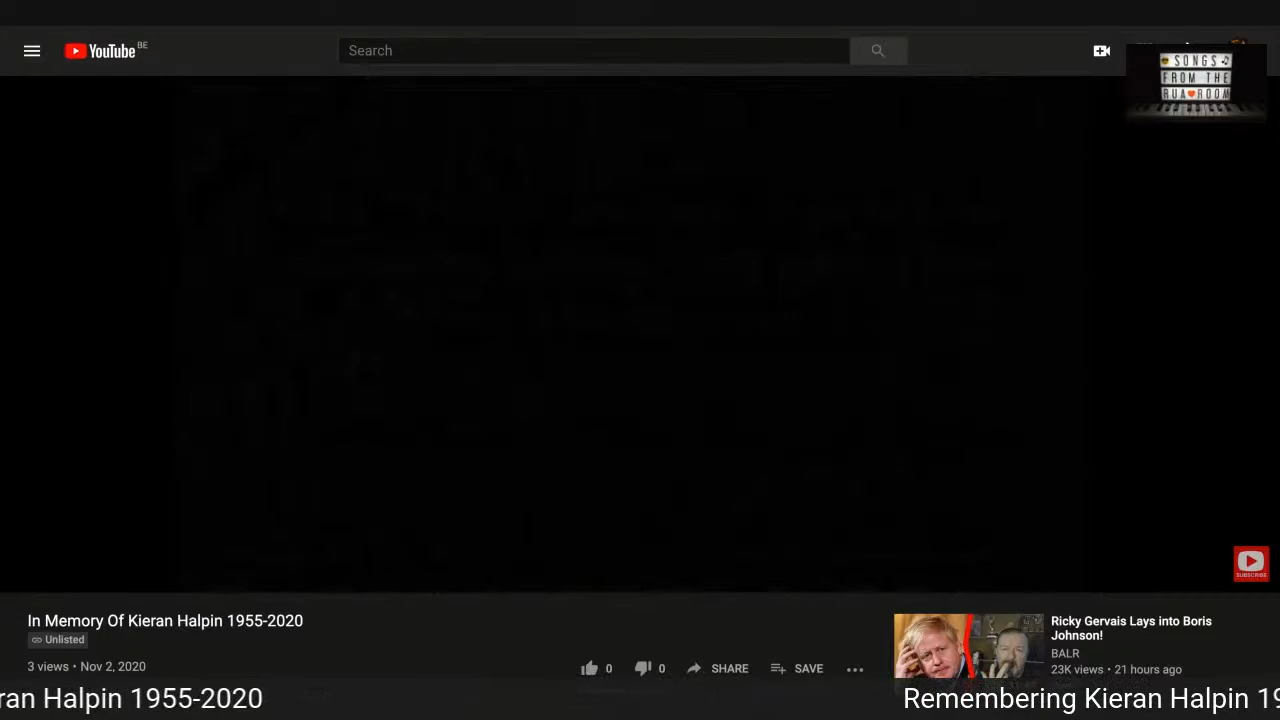 YouTube BE
Search
SONGS
FROM THE
RUA❤ROOM
SUBSCRIBE
In Memory Of Kieran Halpin 1955-2020
Unlisted
3 views • Nov 2, 2020
0
0
SHARE
SAVE
Ricky Gervais Lays into Boris
Johnson!
BALR
23K views • 21 hours ago
ran Halpin 1955-2020
Remembering Kieran Halpin 19